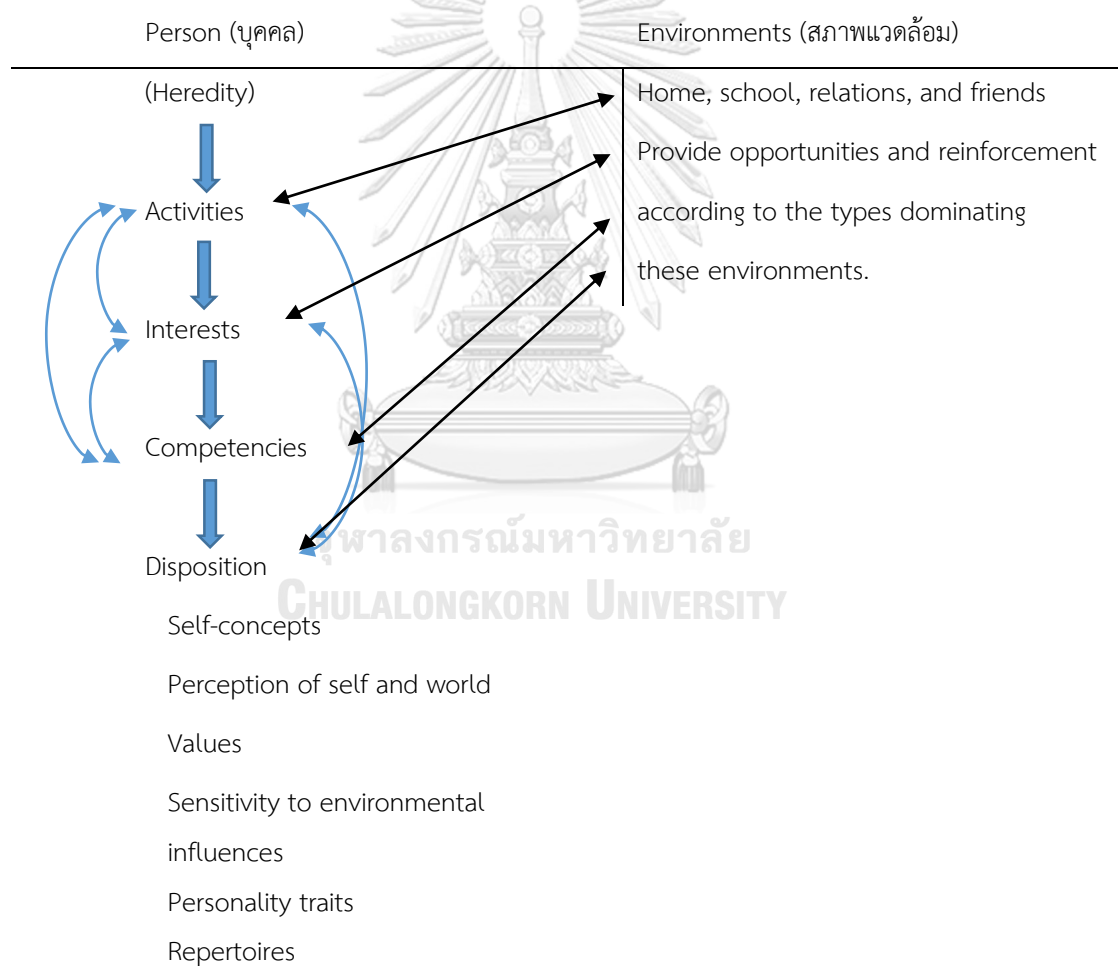 Person (บุคคล)
Environments (สภาพแวดล้อม)
(Heredity)
Home, school, relations, and friends
Provide opportunities and reinforcement
Activities
according to the types dominating
these environments.
Interests
Competencies
จุฬาลงกรณ์มหาวิทยาลัย
Disposition
CHULALONGKORN UNIVERSITY
Self-concepts
Perception of self and world
Values
Sensitivity to environmental
influences
Personality traits
Repertoires